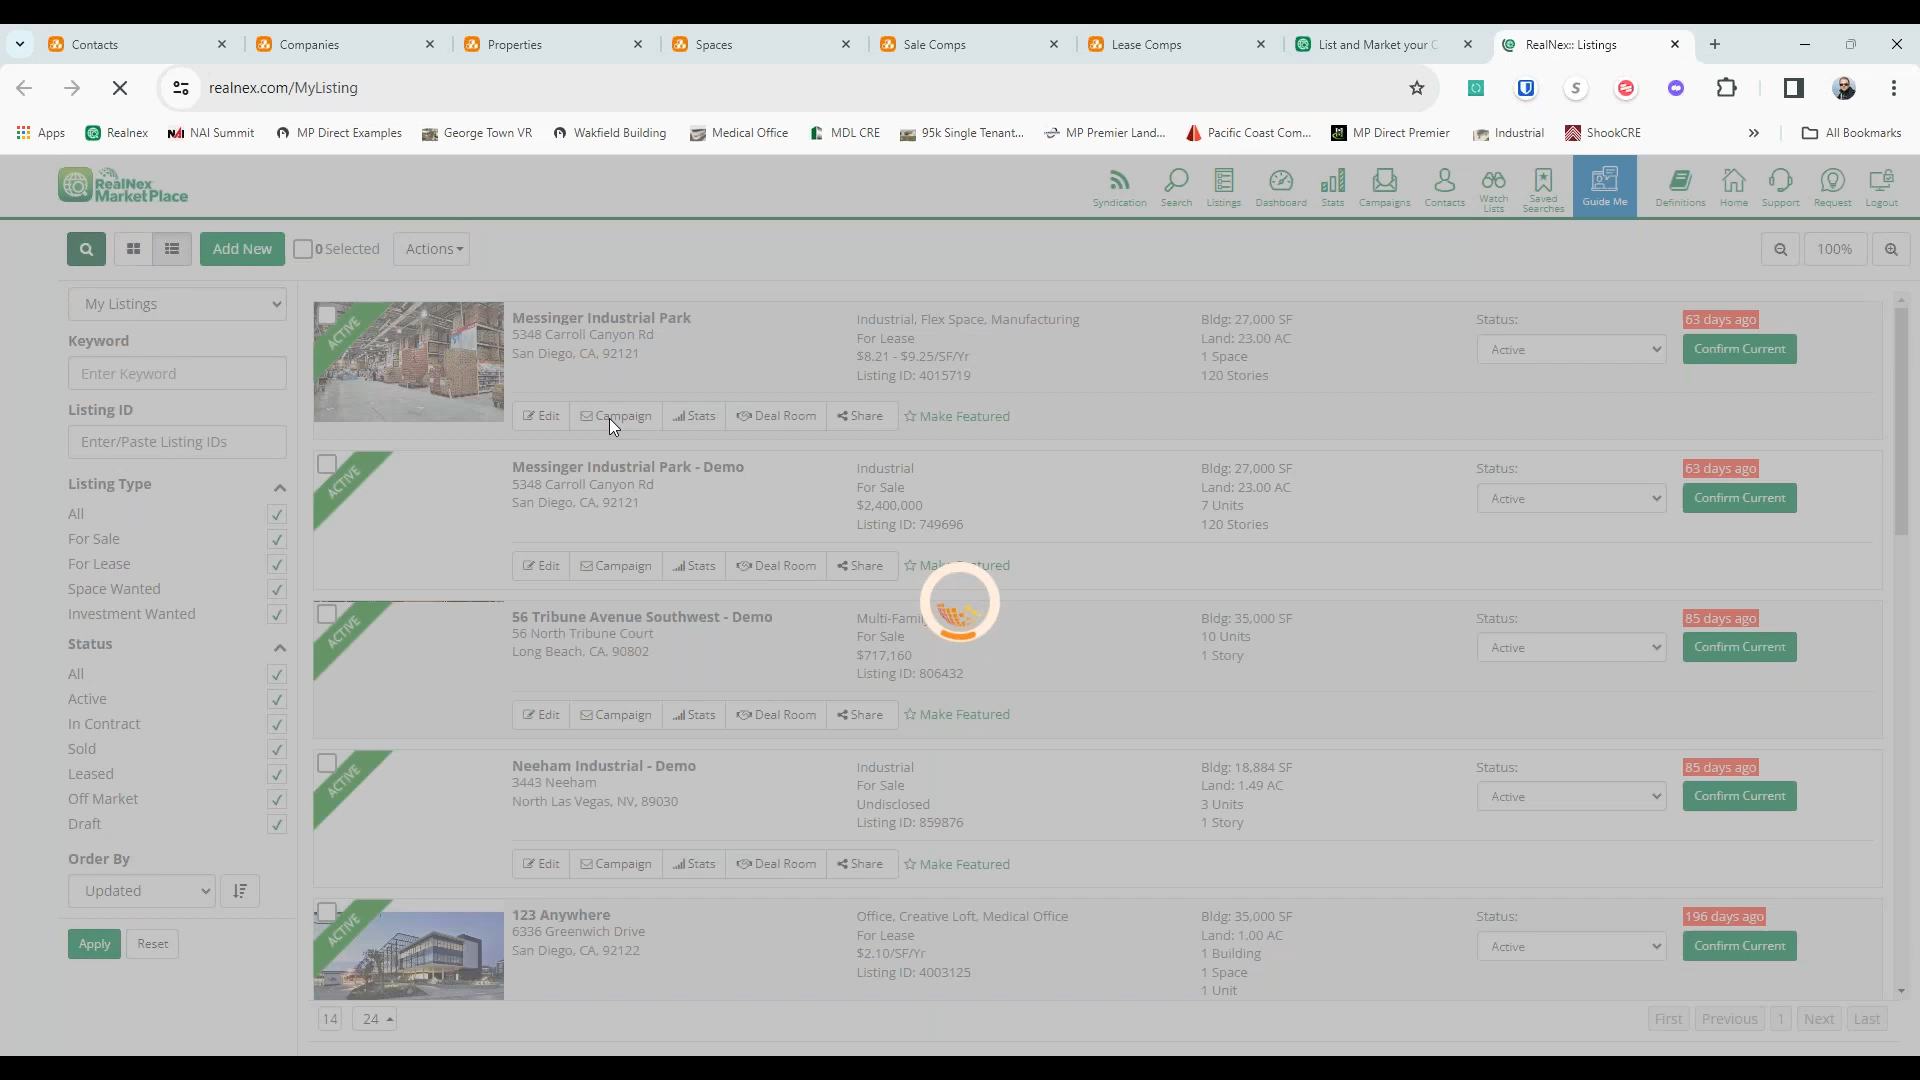 Contacts
Companies
Properties
Spaces
Sale Comps
Lease Comps
List and Market your C
RealNex:: Listings
realnex.com/MyListing
Apps
Realnex
NAI Summit
MP Direct Examples
George Town VR
Wakfield Building
Medical Office
MDL CRE
95k Single Tenant...
MP Premier Land...
Pacific Coast Com...
MP Direct Premier
Industrial
ShookCRE
All Bookmarks
RealNex
MarketPlace
Syndication
Search
Listings
Dashboard
Stats
Campaigns
Contacts
Watch
Lists
Saved
Searches
Guide Me
Definitions
Home
Support
Request
Logout
Add New
0 Selected
Actions
100%
My Listings
Keyword
Enter Keyword
Listing ID
Enter/Paste Listing IDs
Listing Type
All
For Sale
For Lease
Space Wanted
Investment Wanted
Status
All
Active
In Contract
Sold
Leased
Off Market
Draft
Order By
Updated
Apply
Reset
ACTIVE
Messinger Industrial Park
5348 Carroll Canyon Rd
San Diego, CA, 92121
Industrial, Flex Space, Manufacturing
For Lease
$8.21 - $9.25/SF/Yr
Listing ID: 4015719
Bldg: 27,000 SF
Land: 23.00 AC
1 Space
120 Stories
Status:
Active
63 days ago
Confirm Current
Edit
Campaign
Stats
Deal Room
Share
Make Featured
ACTIVE
Messinger Industrial Park - Demo
5348 Carroll Canyon Rd
San Diego, CA, 92121
Industrial
For Sale
$2,400,000
Listing ID: 749696
Bldg: 27,000 SF
Land: 23.00 AC
7 Units
120 Stories
Status:
Active
63 days ago
Confirm Current
Edit
Campaign
Stats
Deal Room
Share
Make Featured
ACTIVE
56 Tribune Avenue Southwest - Demo
56 North Tribune Court
Long Beach, CA, 90802
Multi-Family
For Sale
$717,160
Listing ID: 806432
Bldg: 35,000 SF
10 Units
1 Story
Status:
Active
85 days ago
Confirm Current
Edit
Campaign
Stats
Deal Room
Share
Make Featured
ACTIVE
Neeham Industrial - Demo
3443 Neeham
North Las Vegas, NV, 89030
Industrial
For Sale
Undisclosed
Listing ID: 859876
Bldg: 18,884 SF
Land: 1.49 AC
3 Units
1 Story
Status:
Active
85 days ago
Confirm Current
Edit
Campaign
Stats
Deal Room
Share
Make Featured
ACTIVE
123 Anywhere
6336 Greenwich Drive
San Diego, CA, 92122
Office, Creative Loft, Medical Office
For Lease
$2.10/SF/Yr
Listing ID: 4003125
Bldg: 35,000 SF
Land: 1.00 AC
1 Building
1 Space
1 Unit
Status:
Active
196 days ago
Confirm Current
14
24
First
Previous
1
Next
Last